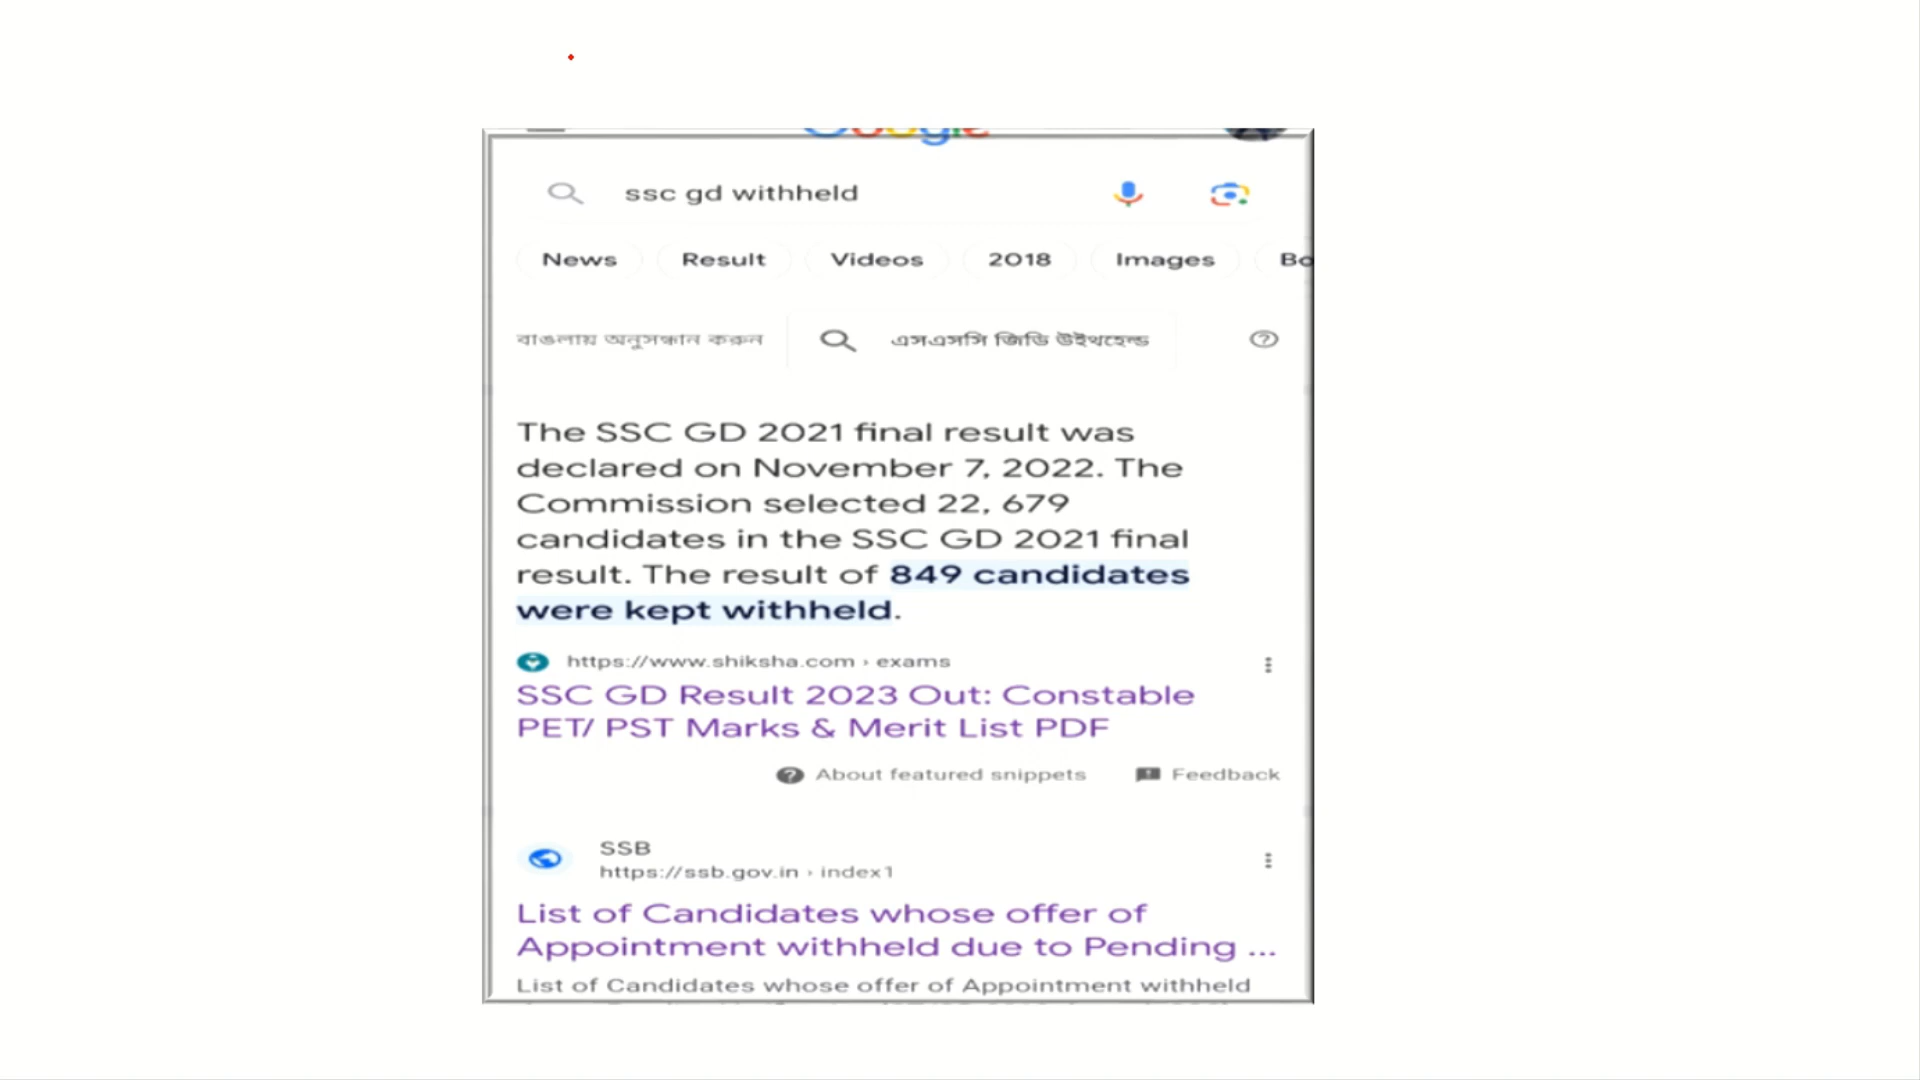 Google
ssc gd withheld
News Result Videos 2018 Images Bo
বাঙলায় অনুসন্ধান করুন এসএসসি জিডি উইথহেল্ড
The SSC GD 2021 final result was
declared on November 7, 2022. The
Commission selected 22, 679
candidates in the SSC GD 2021 final
result. The result of 849 candidates
were kept withheld.
https://www.shiksha.com › exams
SSC GD Result 2023 Out: Constable
PET/ PST Marks & Merit List PDF
About featured snippets Feedback
SSB
https://ssb.gov.in › index1
List of Candidates whose offer of
Appointment withheld due to Pending ...
List of Candidates whose offer of Appointment withheld